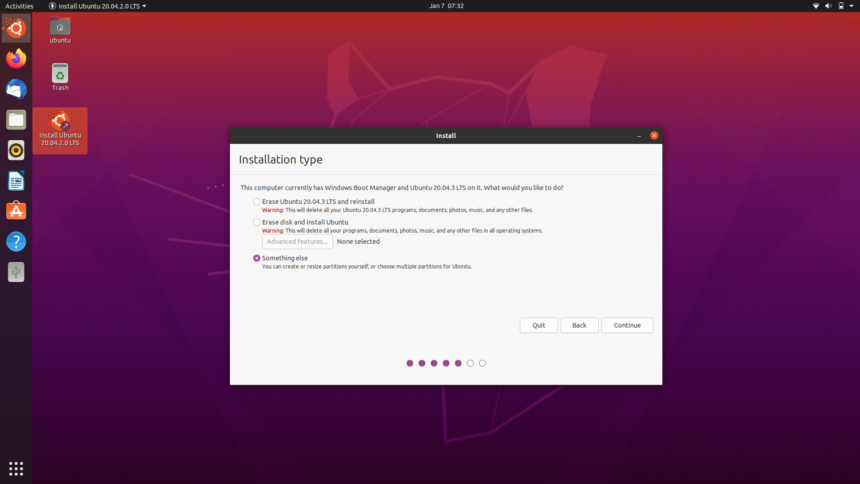 Activities
Install Ubuntu 20.04.2.0 LTS
Jan 7 07:32
ubuntu
Trash
Install Ubuntu
20.04.2.0 LTS
Install
Installation type
This computer currently has Windows Boot Manager and Ubuntu 20.04.3 LTS on it. What would you like to do?
Erase Ubuntu 20.04.3 LTS and reinstall
Warning: This will delete all your Ubuntu 20.04.3 LTS programs, documents, photos, music, and any other files.
Erase disk and install Ubuntu
Warning: This will delete all your programs, documents, photos, music, and any other files in all operating systems.
Advanced features... None selected
Something else
You can create or resize partitions yourself, or choose multiple partitions for Ubuntu.
Quit Back Continue